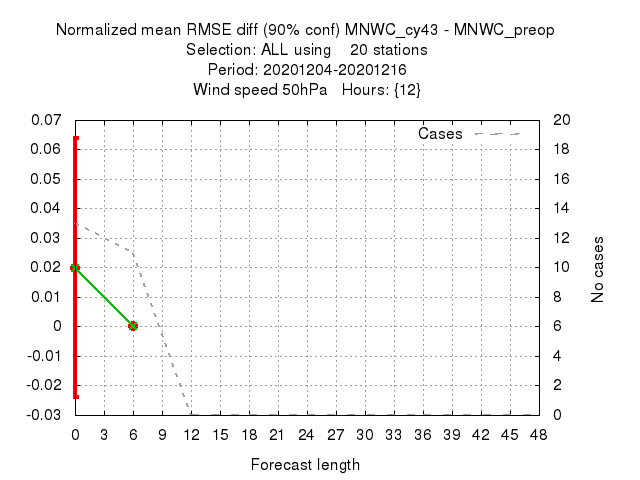 Normalized mean RMSE diff (90% conf) MNWC_cy43 - MNWC_preop
Selection: ALL using 20 stations
Period: 20201204-20201216
Wind speed 50hPa Hours: {12}
Cases
0.07
0.06
0.05
0.04
0.03
0.02
0.01
0
-0.01
-0.02
-0.03
20
18
16
14
12
10
8
6
4
2
0
No cases
0 3 6 9 12 15 18 21 24 27 30 33 36 39 42 45 48
Forecast length